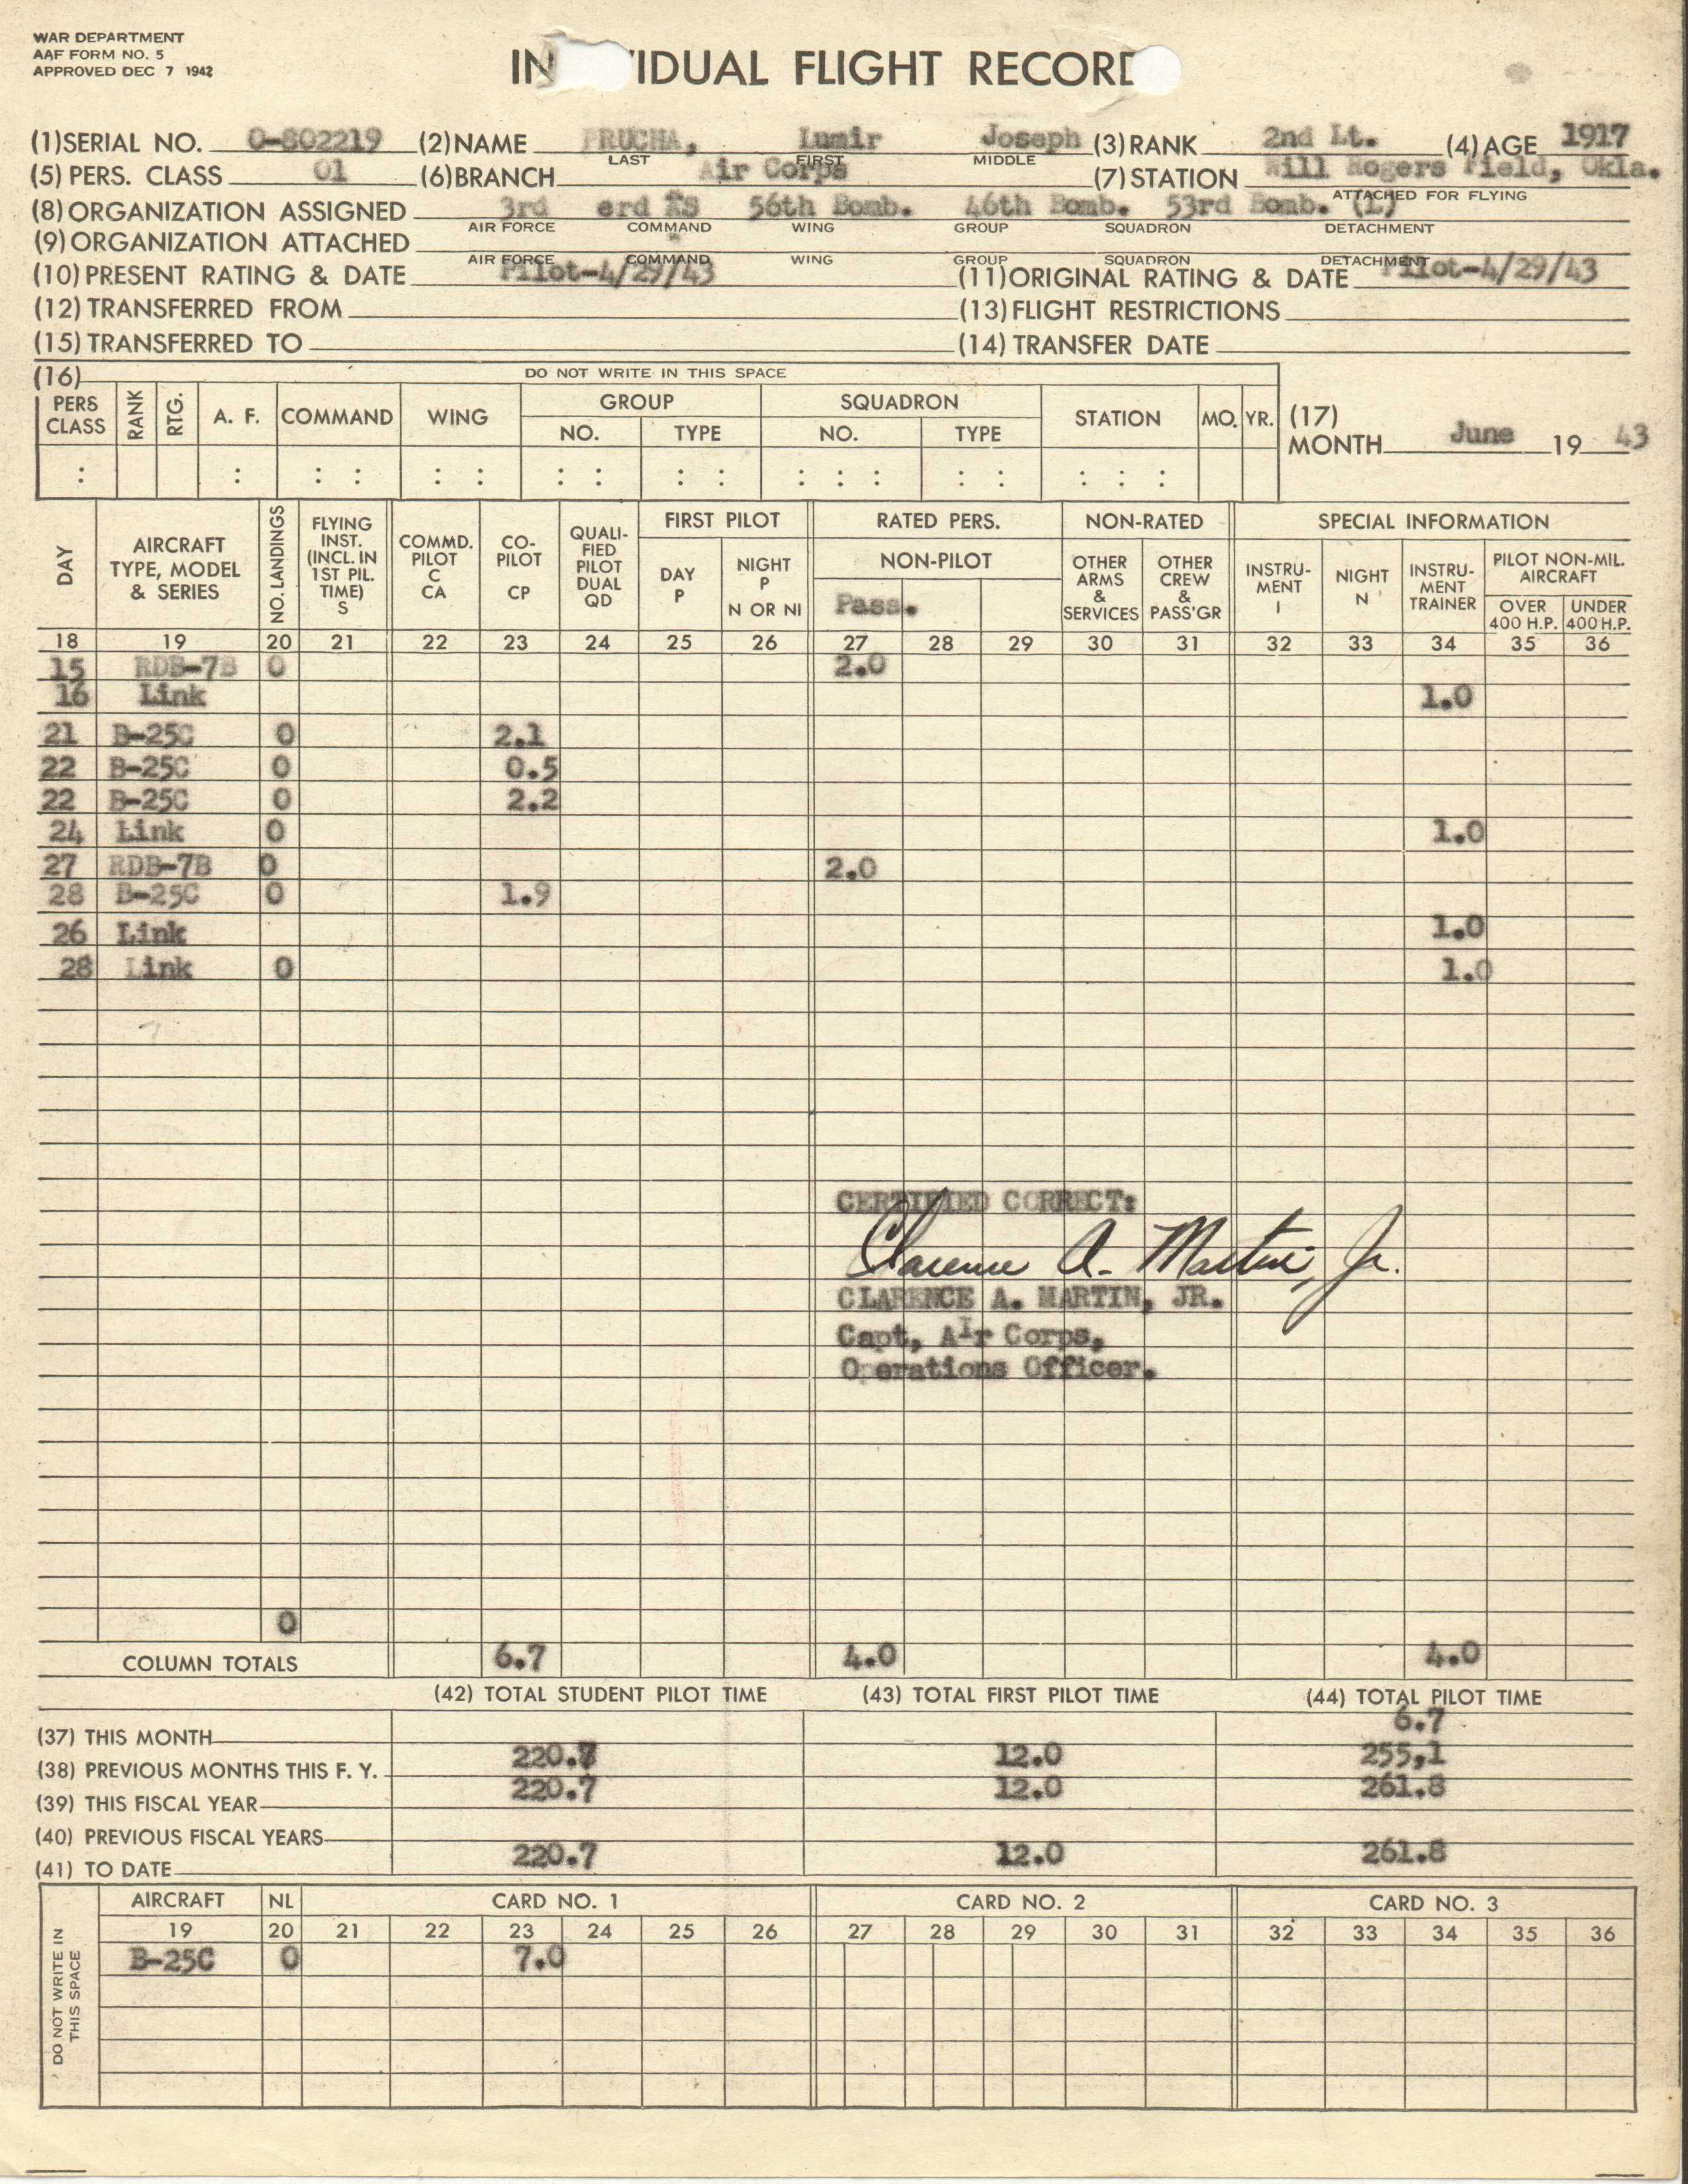 WAR DEPARTMENT
AAF FORM NO. 5
APPROVED DEC 7 1942
IN VIDUAL FLIGHT RECORD
(1)SERIAL NO. O-802219 (2)NAME PRUCHA, Lumir Joseph (3)RANK 2nd Lt. (4)AGE 1917
LAST FIRST MIDDLE
(5) PERS. CLASS 01 (6)BRANCH Air Corps (7)STATION Will Rogers Field, Okla.
ATTACHED FOR FLYING
(8)ORGANIZATION ASSIGNED 3rd 56th Bomb. 46th Bomb. 53rd Bomb. (L)
AIR FORCE COMMAND WING GROUP SQUADRON DETACHMENT
(9)ORGANIZATION ATTACHED
AIR FORCE COMMAND WING GROUP SQUADRON DETACHMENT
(10)PRESENT RATING & DATE Pilot-4/29/43 (11)ORIGINAL RATING & DATE Pilot-4/29/43
(12)TRANSFERRED FROM (13)FLIGHT RESTRICTIONS
(15)TRANSFERRED TO (14)TRANSFER DATE
(16) DO NOT WRITE IN THIS SPACE
PERS CLASS RANK RTG. A. F. COMMAND WING GROUP NO. TYPE SQUADRON NO. TYPE STATION MO. YR.
(17) MONTH June 19 43
DAY AIRCRAFT TYPE, MODEL & SERIES NO. LANDINGS FLYING INST. (INCL. IN 1ST PIL. TIME) S COMMD. PILOT C CA CO-PILOT CP QUALI-FIED PILOT DUAL QD FIRST PILOT DAY P NIGHT P N OR NI RATED PERS. NON-PILOT Pass. NON-RATED OTHER ARMS & SERVICES OTHER CREW & PASS'GR SPECIAL INFORMATION INSTRU-MENT I NIGHT N INSTRU-MENT TRAINER PILOT NON-MIL. AIRCRAFT OVER 400 H.P. UNDER 400 H.P.
18 19 20 21 22 23 24 25 26 27 28 29 30 31 32 33 34 35 36
15 RDB-7B 0 2.0
16 Link 1.0
21 B-25C 0 2.1
22 B-25C 0 0.5
22 B-25C 0 2.2
24 Link 0 1.0
27 RDB-7B 0 2.0
28 B-25C 0 1.9
26 Link 1.0
28 Link 0 1.0
CERTIFIED CORRECT:
Clarence A. Martin, Jr.
CLARENCE A. MARTIN, JR.
Capt, Air Corps,
Operations Officer.
0
COLUMN TOTALS 6.7 4.0 4.0
(42) TOTAL STUDENT PILOT TIME (43) TOTAL FIRST PILOT TIME (44) TOTAL PILOT TIME
(37) THIS MONTH 6.7
(38) PREVIOUS MONTHS THIS F. Y. 220.7 12.0 255,1
(39) THIS FISCAL YEAR 220.7 12.0 261.8
(40) PREVIOUS FISCAL YEARS
(41) TO DATE 220.7 12.0 261.8
DO NOT WRITE IN THIS SPACE
AIRCRAFT NL CARD NO. 1 CARD NO. 2 CARD NO. 3
19 20 21 22 23 24 25 26 27 28 29 30 31 32 33 34 35 36
B-25C 0 7.0